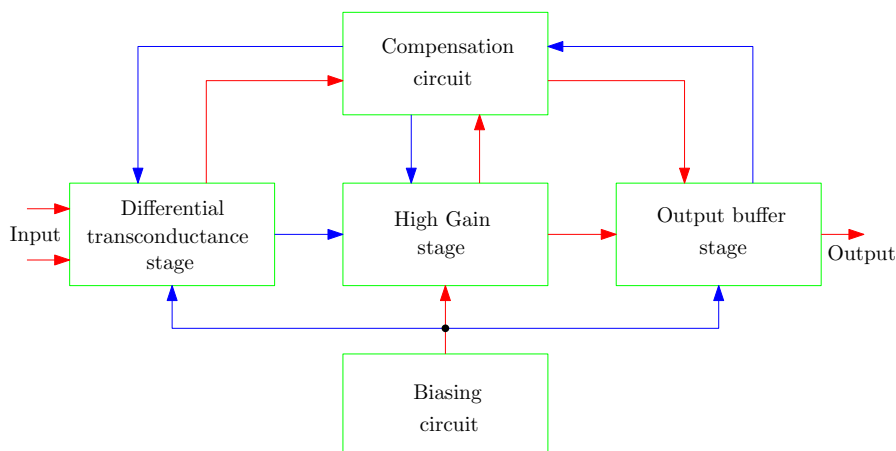 Compensation
circuit
Differential
transconductance
stage
High Gain
stage
Output buffer
stage
Input
Output
Biasing
circuit